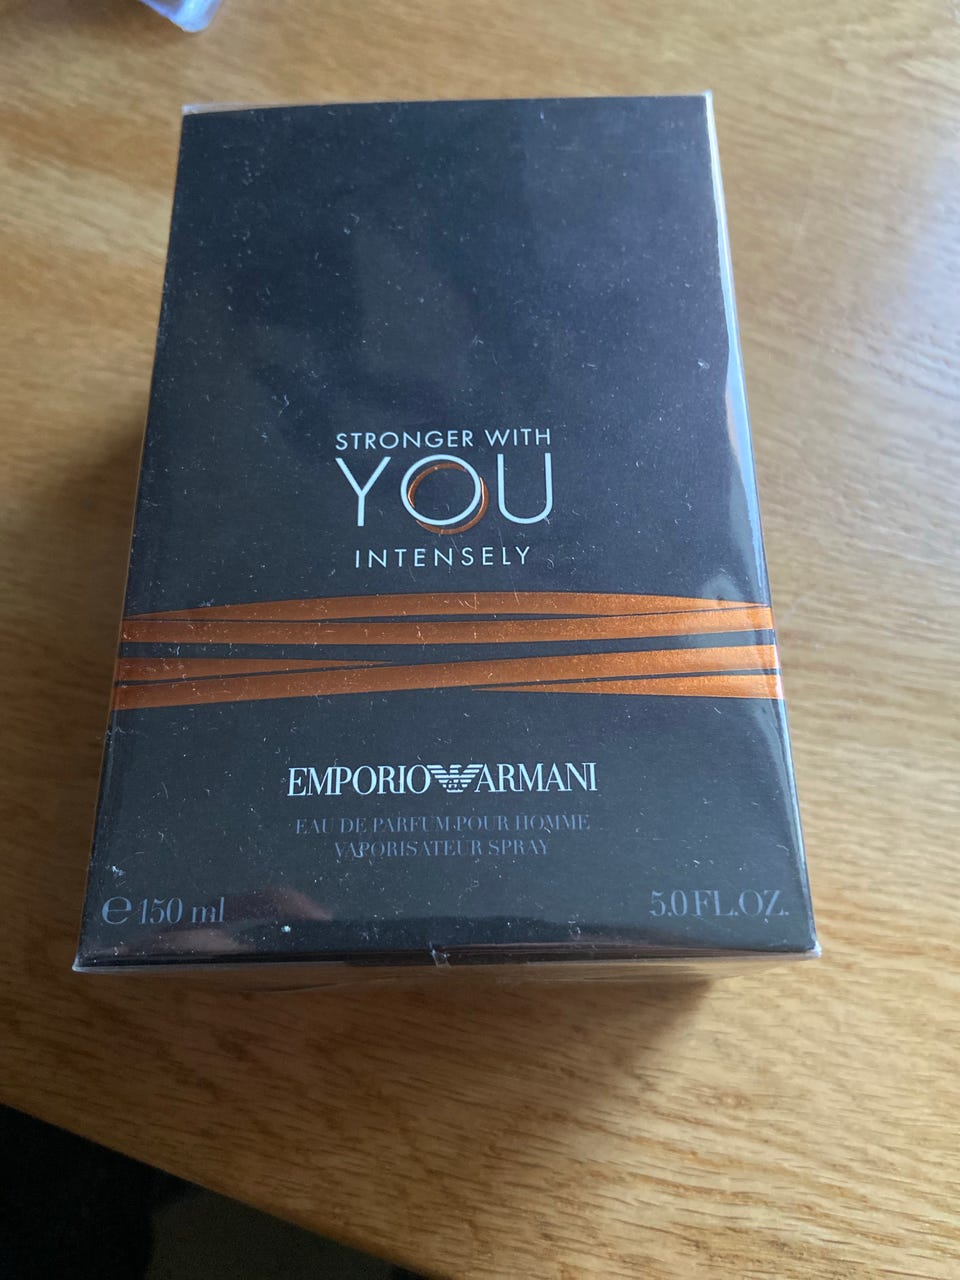 STRONGER WITH
YOU
INTENSELY
EMPORIO ARMANI
EAU DE PARFUM POUR HOMME
VAPORISATEUR SPRAY
℮ 150 ml 5.0 FL.OZ.